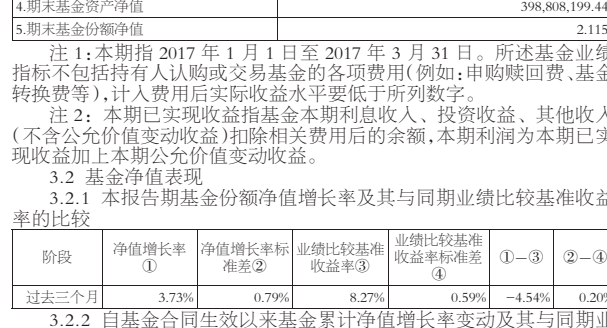 4.期末基金资产净值 398,808,199.44
5.期末基金份额净值 2.115
注 1:本期指 2017 年 1 月 1 日至 2017 年 3 月 31 日。所述基金业绩
指标不包括持有人认购或交易基金的各项费用(例如:申购赎回费、基金
转换费等),计入费用后实际收益水平要低于所列数字。
注 2: 本期已实现收益指基金本期利息收入、投资收益、其他收入
(不含公允价值变动收益)扣除相关费用后的余额,本期利润为本期已实
现收益加上本期公允价值变动收益。
3.2 基金净值表现
3.2.1 本报告期基金份额净值增长率及其与同期业绩比较基准收益
率的比较
阶段 净值增长率① 净值增长率标准差② 业绩比较基准收益率③ 业绩比较基准收益率标准差④ ①-③ ②-④
过去三个月 3.73% 0.79% 8.27% 0.59% -4.54% 0.20%
3.2.2 自基金合同生效以来基金累计净值增长率变动及其与同期业